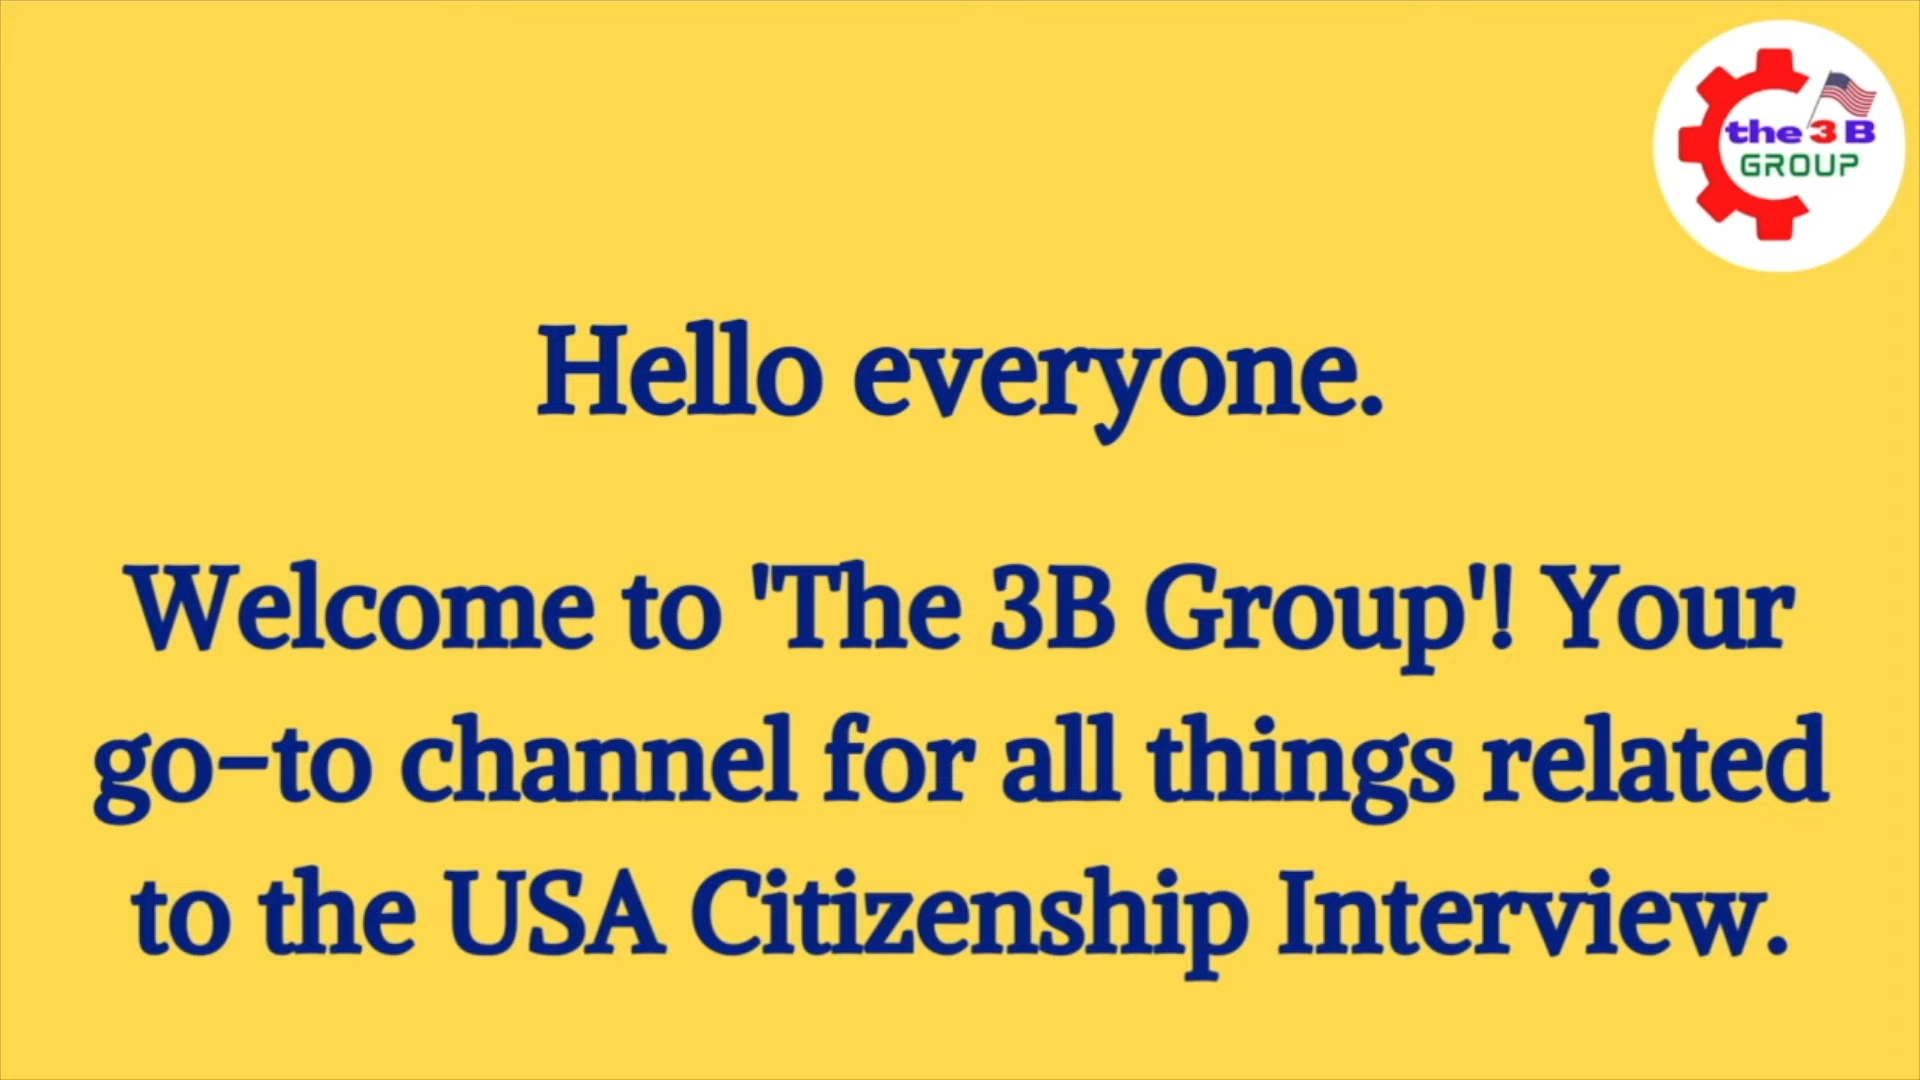 the 3 B
GROUP
Hello everyone.
Welcome to 'The 3B Group'! Your
go-to channel for all things related
to the USA Citizenship Interview.